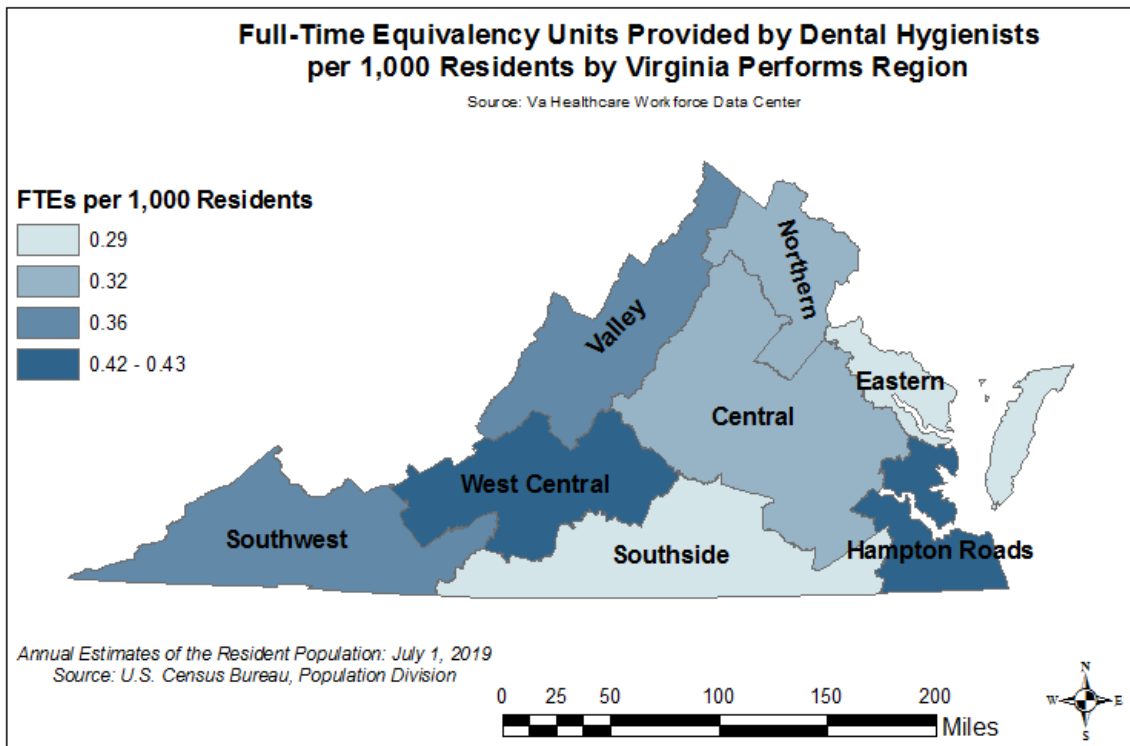 Full-Time Equivalency Units Provided by Dental Hygienists
per 1,000 Residents by Virginia Performs Region
Source: Va Healthcare Workforce Data Center
FTEs per 1,000 Residents
0.29
0.32
0.36
0.42 - 0.43
Northern
Valley
Eastern
Central
West Central
Southwest
Southside
Hampton Roads
Annual Estimates of the Resident Population: July 1, 2019
Source: U.S. Census Bureau, Population Division
0 25 50 100 150 200
Miles
N
W E
S